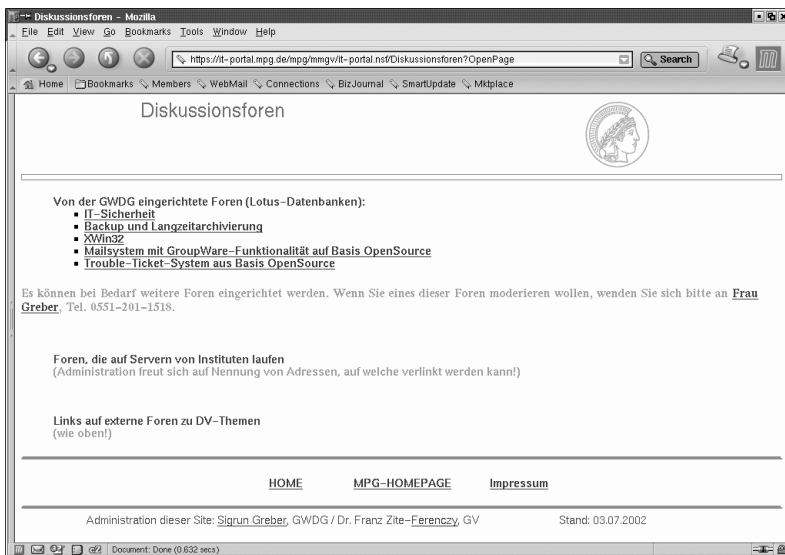 Diskussionsforen - Mozilla
File Edit View Go Bookmarks Tools Window Help
https://it-portal.mpg.de/mpg/mmgv/it-portal.nsf/Diskussionsforen?OpenPage Search
Home Bookmarks Members WebMail Connections BizJournal SmartUpdate Mktplace
Diskussionsforen
Von der GWDG eingerichtete Foren (Lotus-Datenbanken):
IT-Sicherheit
Backup und Langzeitarchivierung
XWin32
Mailsystem mit GroupWare-Funktionalität auf Basis OpenSource
Trouble-Ticket-System aus Basis OpenSource
Es können bei Bedarf weitere Foren eingerichtet werden. Wenn Sie eines dieser Foren moderieren wollen, wenden Sie sich bitte an Frau
Greber, Tel. 0551-201-1518.
Foren, die auf Servern von Instituten laufen
(Administration freut sich auf Nennung von Adressen, auf welche verlinkt werden kann!)
Links auf externe Foren zu DV-Themen
(wie oben!)
HOME MPG-HOMEPAGE Impressum
Administration dieser Site: Sigrun Greber, GWDG / Dr. Franz Zite-Ferenczy, GV Stand: 03.07.2002
Document: Done (0.632 secs)